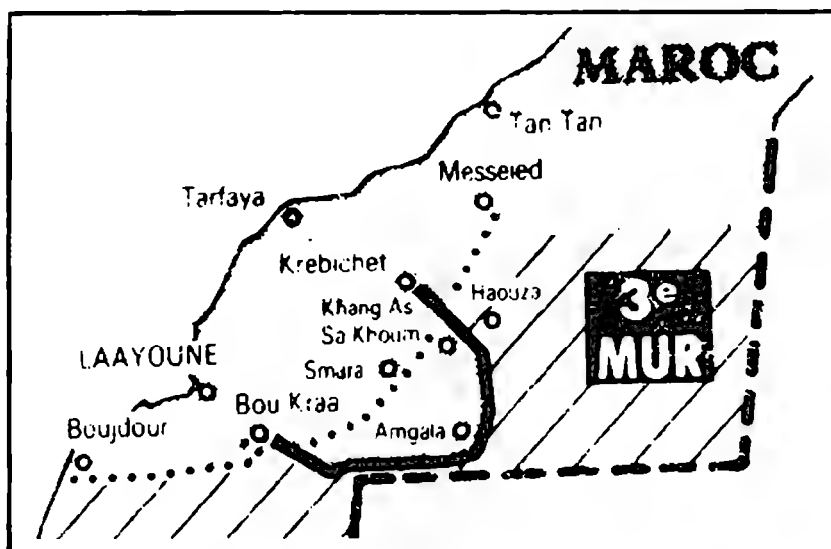 MAROC
Tan Tan
Messeied
Tarfaya
Krebichet
Haouza
3e
MUR
Khang As
Sa Khoum
LAAYOUNE
Smara
Bou Kraa
Boujdour
Amgala